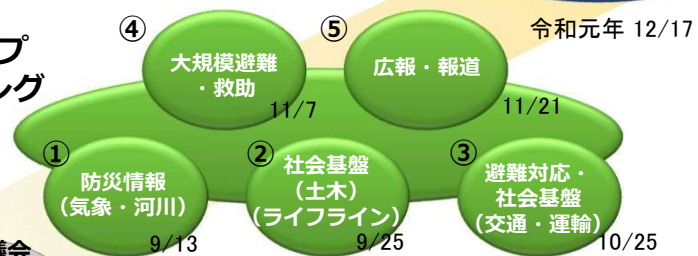 令和元年 12/17
プ
ング
④
大規模避難
・救助
11/7
⑤
広報・報道
11/21
①
防災情報
（気象・河川）
9/13
②
社会基盤
（土木）
（ライフライン）
9/25
③
避難対応・
社会基盤
（交通・運輸）
10/25